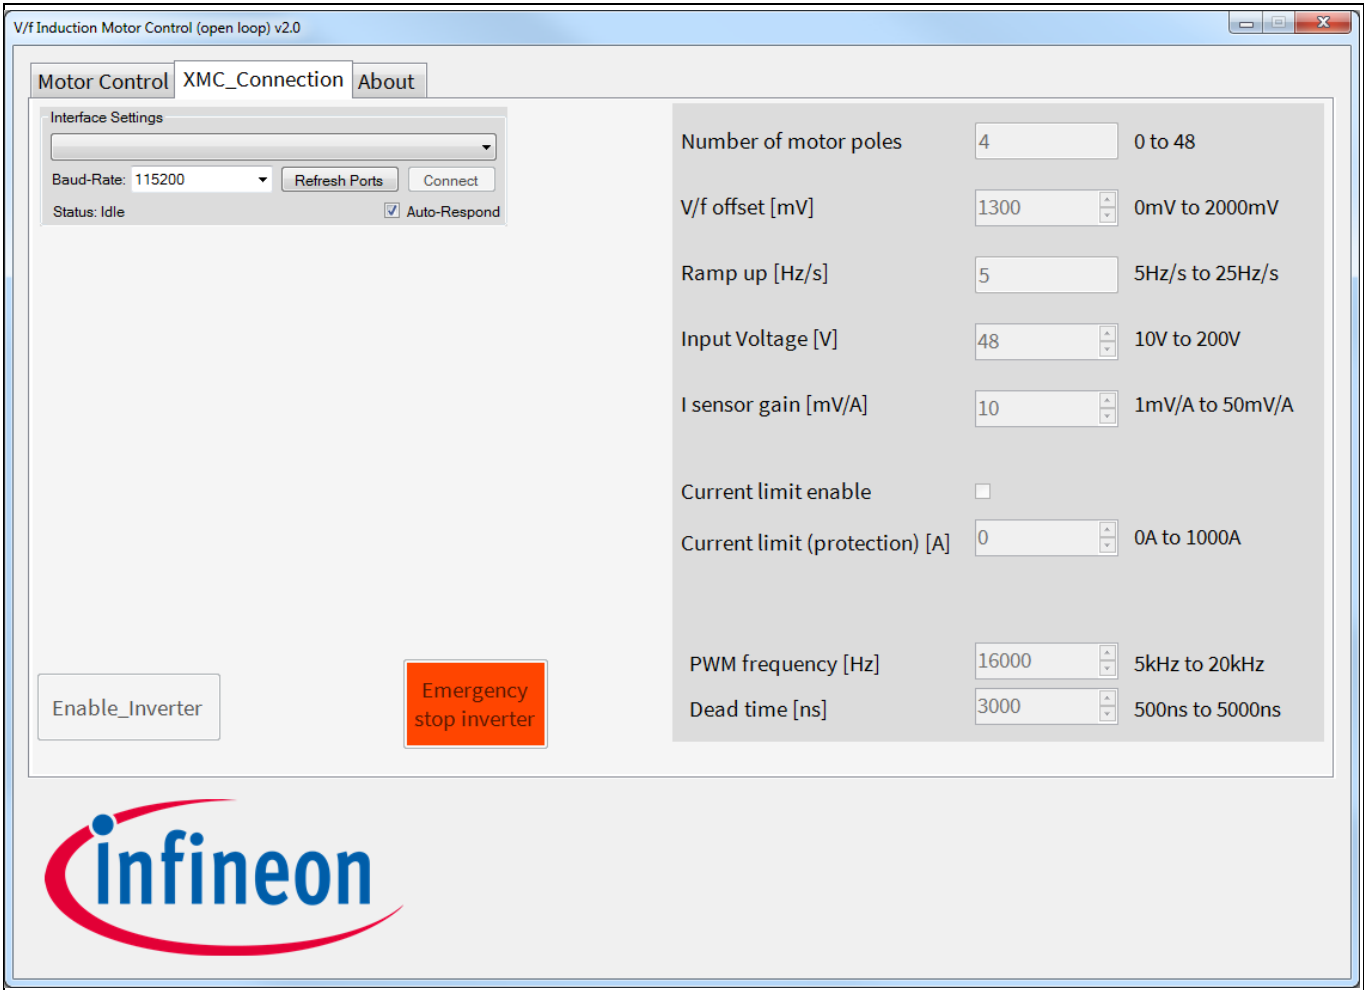 V/f Induction Motor Control (open loop) v2.0
Motor Control XMC_Connection About
Interface Settings
Baud-Rate: 115200 Refresh Ports Connect
Status: Idle Auto-Respond
Number of motor poles 4 0 to 48
V/f offset [mV] 1300 0mV to 2000mV
Ramp up [Hz/s] 5 5Hz/s to 25Hz/s
Input Voltage [V] 48 10V to 200V
I sensor gain [mV/A] 10 1mV/A to 50mV/A
Current limit enable
Current limit (protection) [A] 0 0A to 1000A
PWM frequency [Hz] 16000 5kHz to 20kHz
Dead time [ns] 3000 500ns to 5000ns
Enable_Inverter
Emergency
stop inverter
infineon